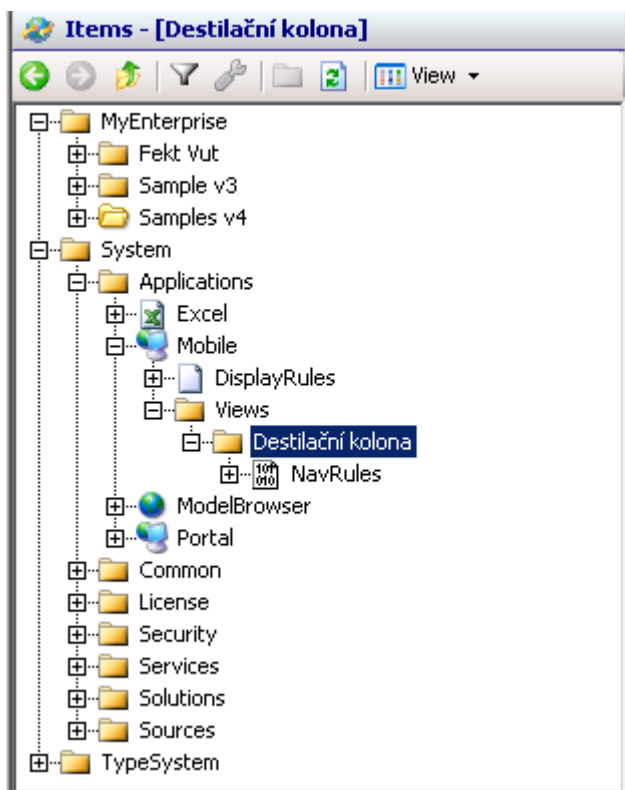 Items - [Destilační kolona]
View
MyEnterprise
Fekt Vut
Sample v3
Samples v4
System
Applications
Excel
Mobile
DisplayRules
Views
Destilační kolona
NavRules
ModelBrowser
Portal
Common
License
Security
Services
Solutions
Sources
TypeSystem